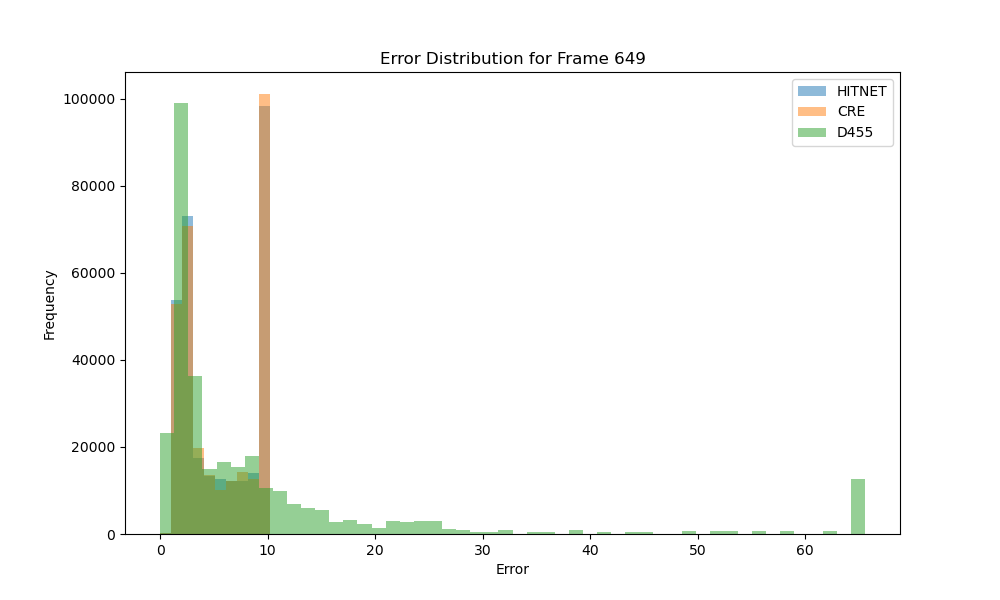 Error Distribution for Frame 649
HITNET
CRE
D455
100000
80000
60000
40000
20000
0
Frequency
0 10 20 30 40 50 60
Error